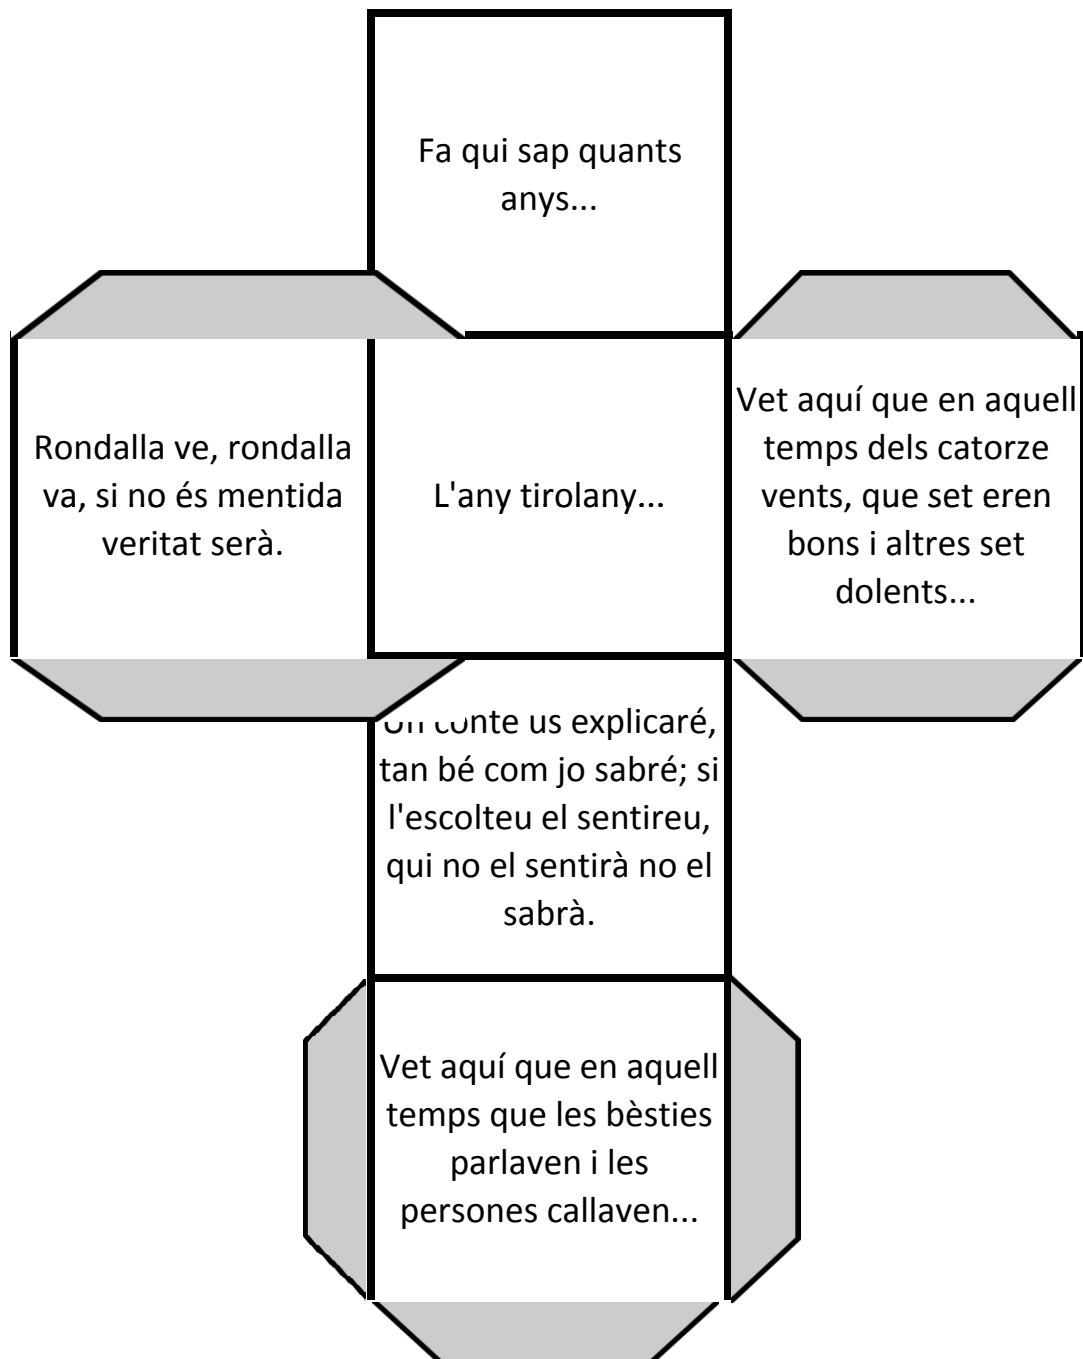 Fa qui sap quants
anys...
Rondalla ve, rondalla
va, si no és mentida
veritat serà.
L'any tirolany...
Vet aquí que en aquell
temps dels catorze
vents, que set eren
bons i altres set
dolents...
Un conte us explicaré,
tan bé com jo sabré; si
l'escolteu el sentireu,
qui no el sentirà no el
sabrà.
Vet aquí que en aquell
temps que les bèsties
parlaven i les
persones callaven...